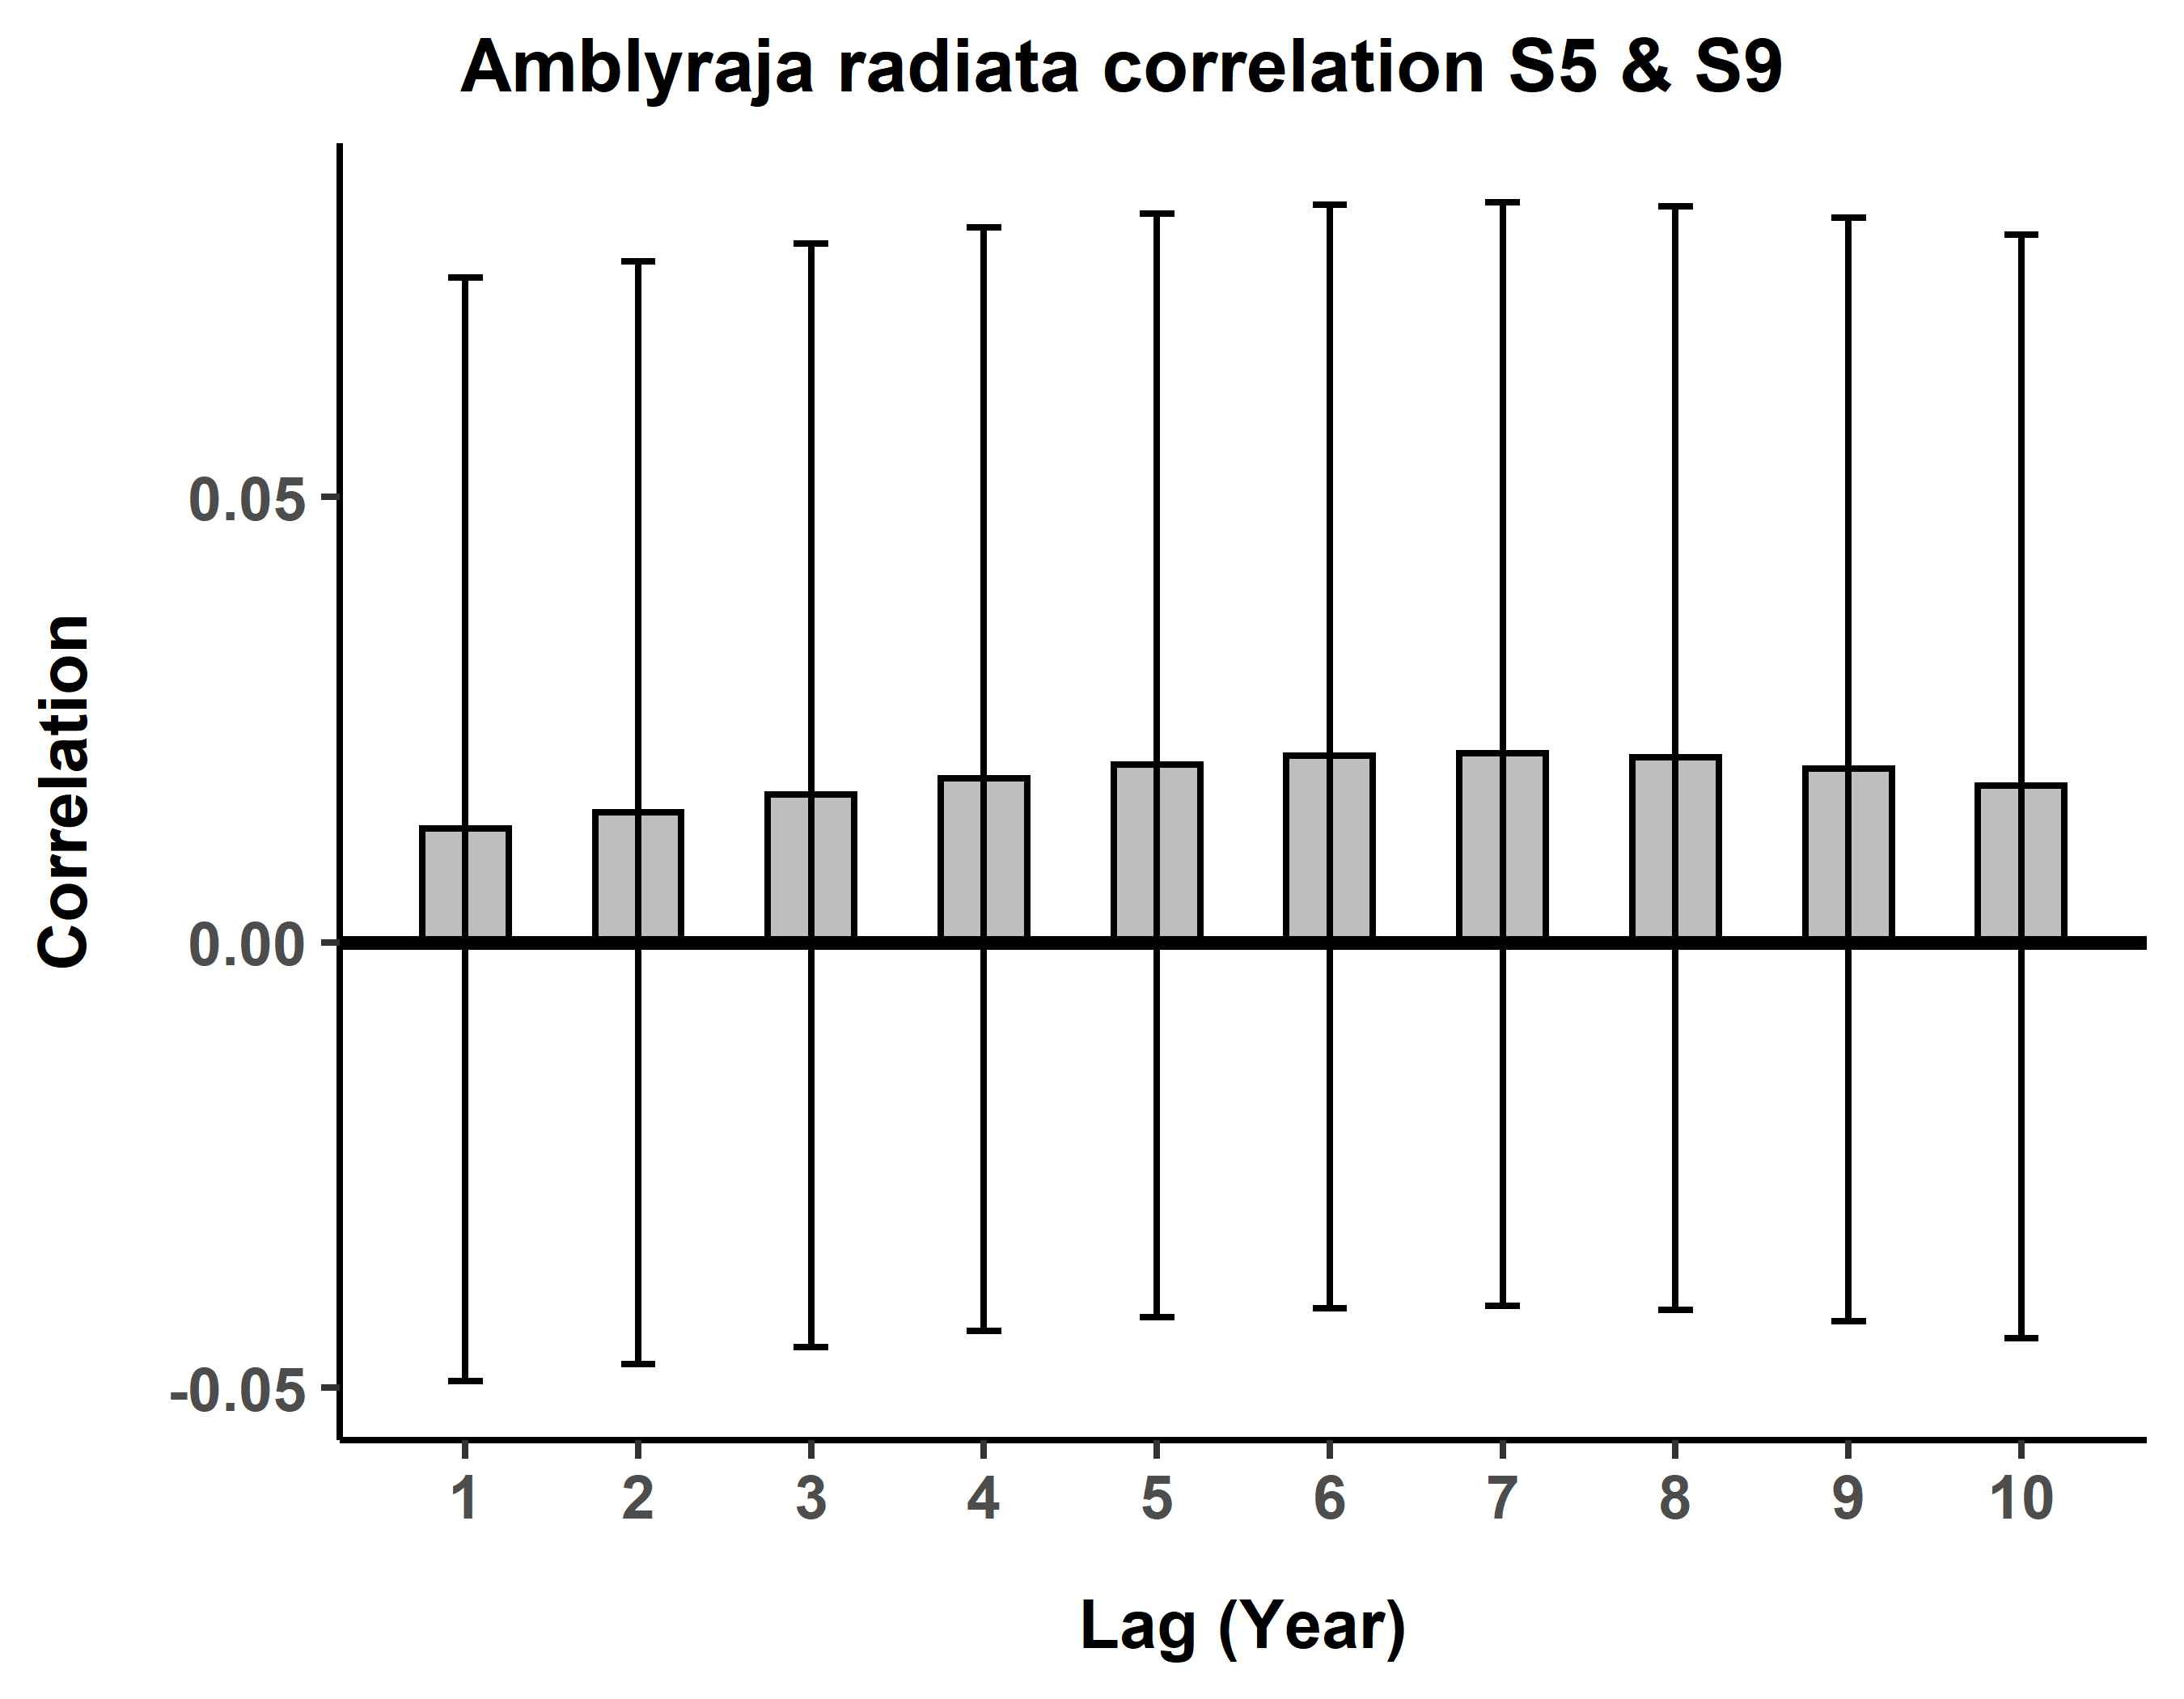 Amblyraja radiata correlation S5 & S9
Correlation
0.05
0.00
-0.05
1 2 3 4 5 6 7 8 9 10
Lag (Year)